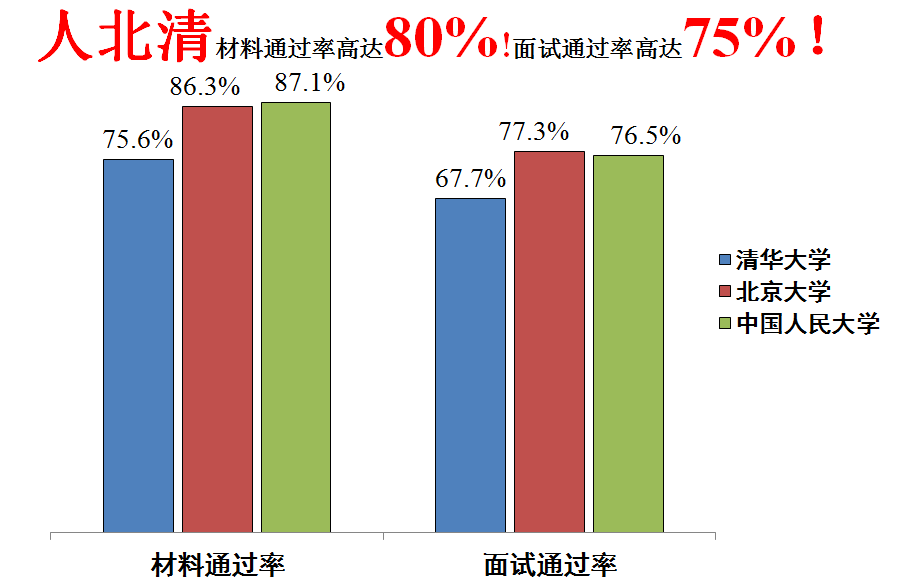 人北清材料通过率高达80%!面试通过率高达75%！
86.3% 87.1%
75.6%
77.3% 76.5%
67.7%
清华大学
北京大学
中国人民大学
材料通过率 面试通过率